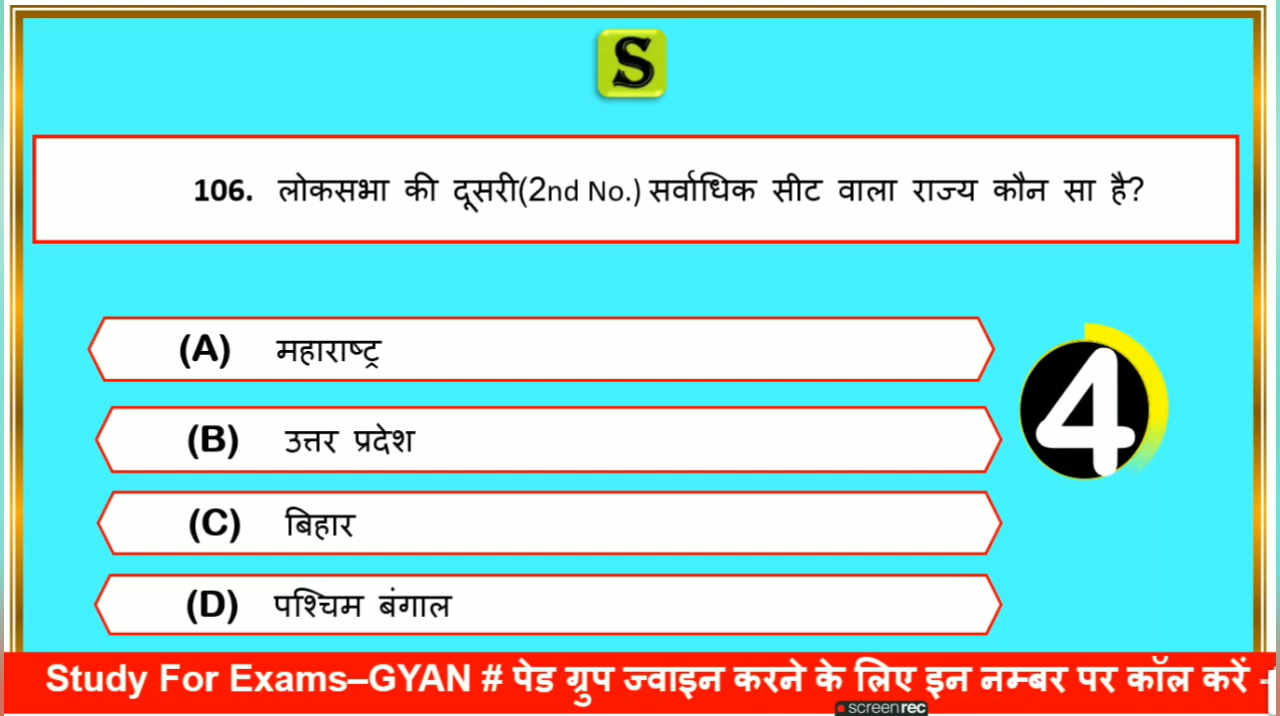 S
106. लोकसभा की दूसरी(2nd No.) सर्वाधिक सीट वाला राज्य कौन सा है?
(A) महाराष्ट्र
(B) उत्तर प्रदेश
4
(C) बिहार
(D) पश्चिम बंगाल
Study For Exams–GYAN # पेड ग्रुप ज्वाइन करने के लिए इन नम्बर पर कॉल करें -
screenrec